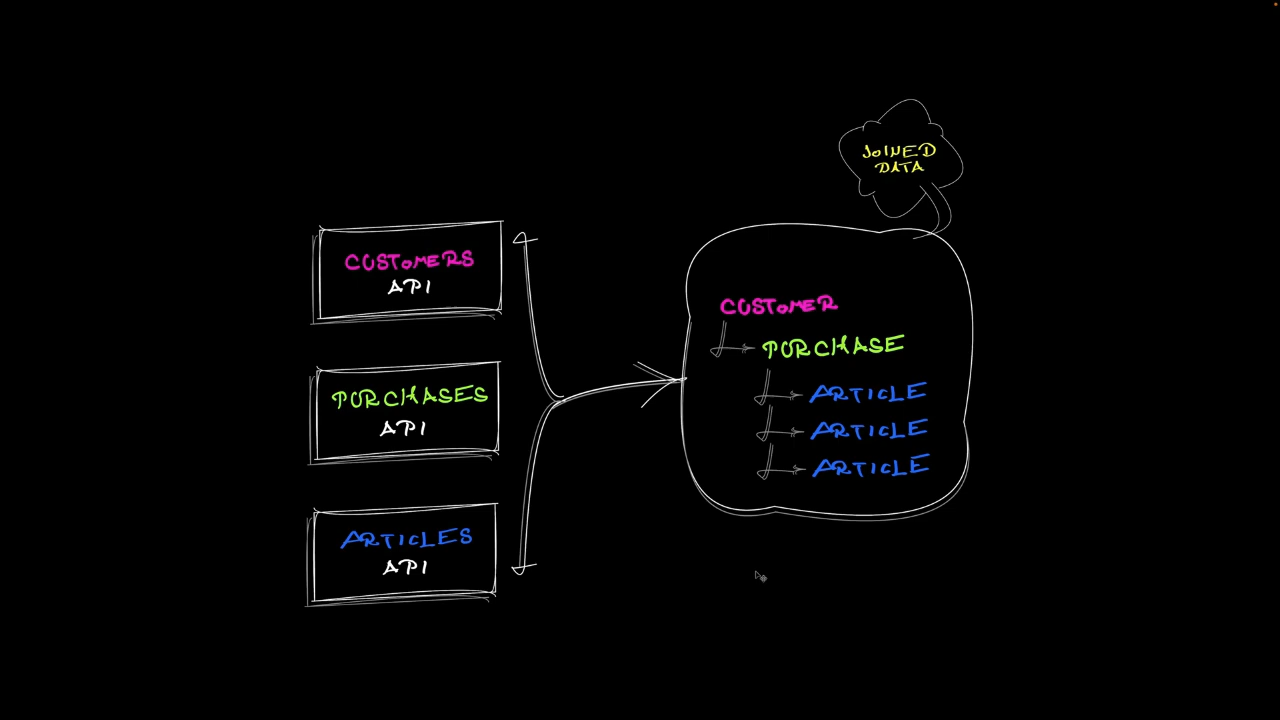 CUSTOMERS
API
PURCHASES
API
ARTICLES
API
JOINED
DATA
CUSTOMER
PURCHASE
ARTICLE
ARTICLE
ARTICLE